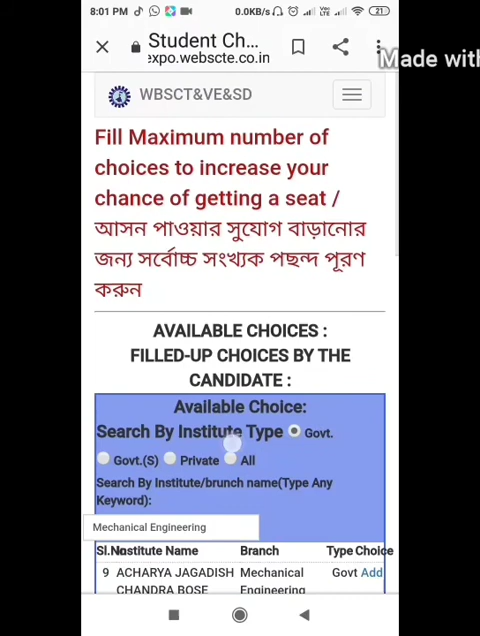 8:01 PM
0.0KB/s
21
Student Ch...
expo.webscte.co.in
Made with
WBSCT&VE&SD
Fill Maximum number of
choices to increase your
chance of getting a seat /
আসন পাওয়ার সুযোগ বাড়ানোর
জন্য সর্বোচ্চ সংখ্যক পছন্দ পূরণ
করুন
AVAILABLE CHOICES :
FILLED-UP CHOICES BY THE
CANDIDATE :
Available Choice:
Search By Institute Type Govt.
Govt.(S) Private All
Search By Institute/brunch name(Type Any
Keyword):
Mechanical Engineering
Sl.No Institute Name Branch Type Choice
9 ACHARYA JAGADISH Mechanical Govt Add
CHANDRA BOSE Engineering